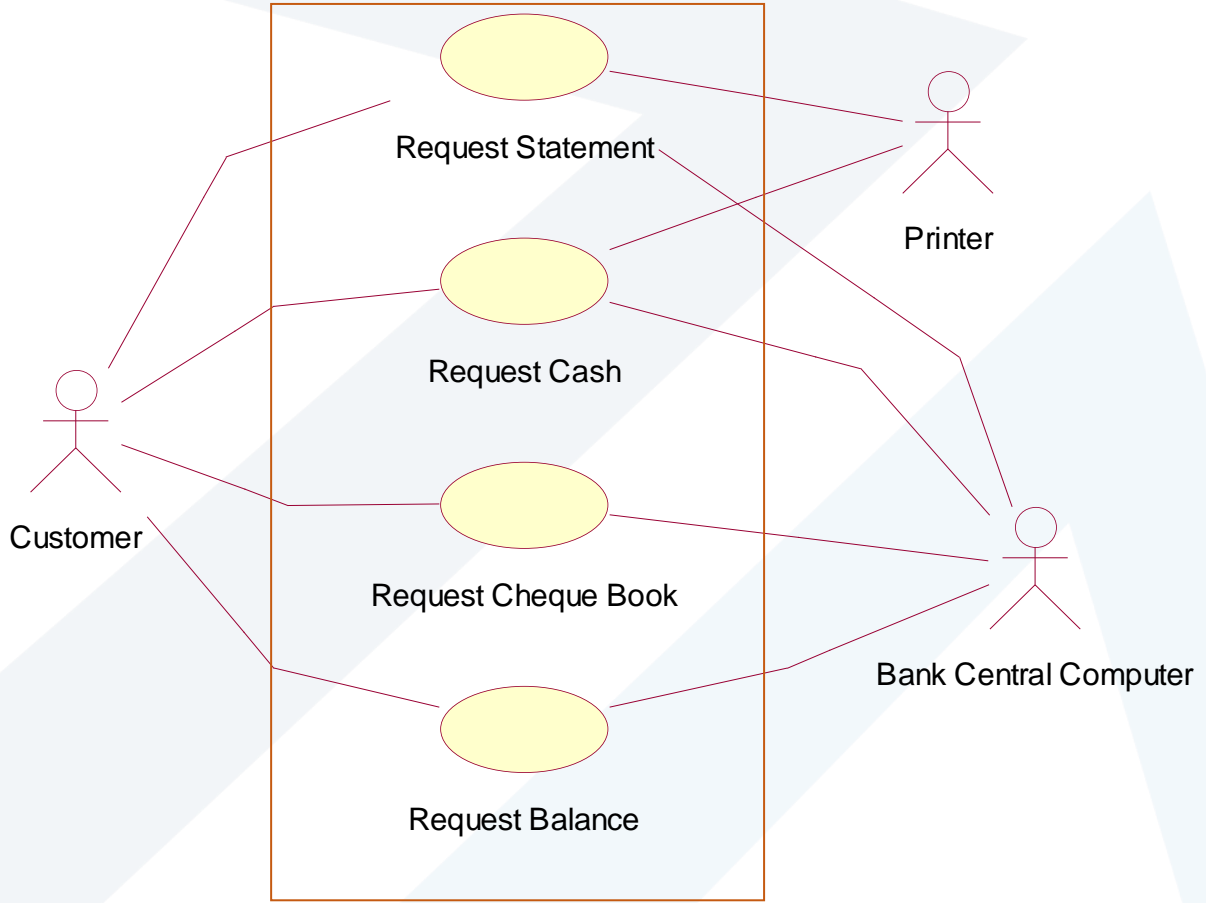 Request Statement
Printer
Request Cash
Customer
Request Cheque Book
Bank Central Computer
Request Balance